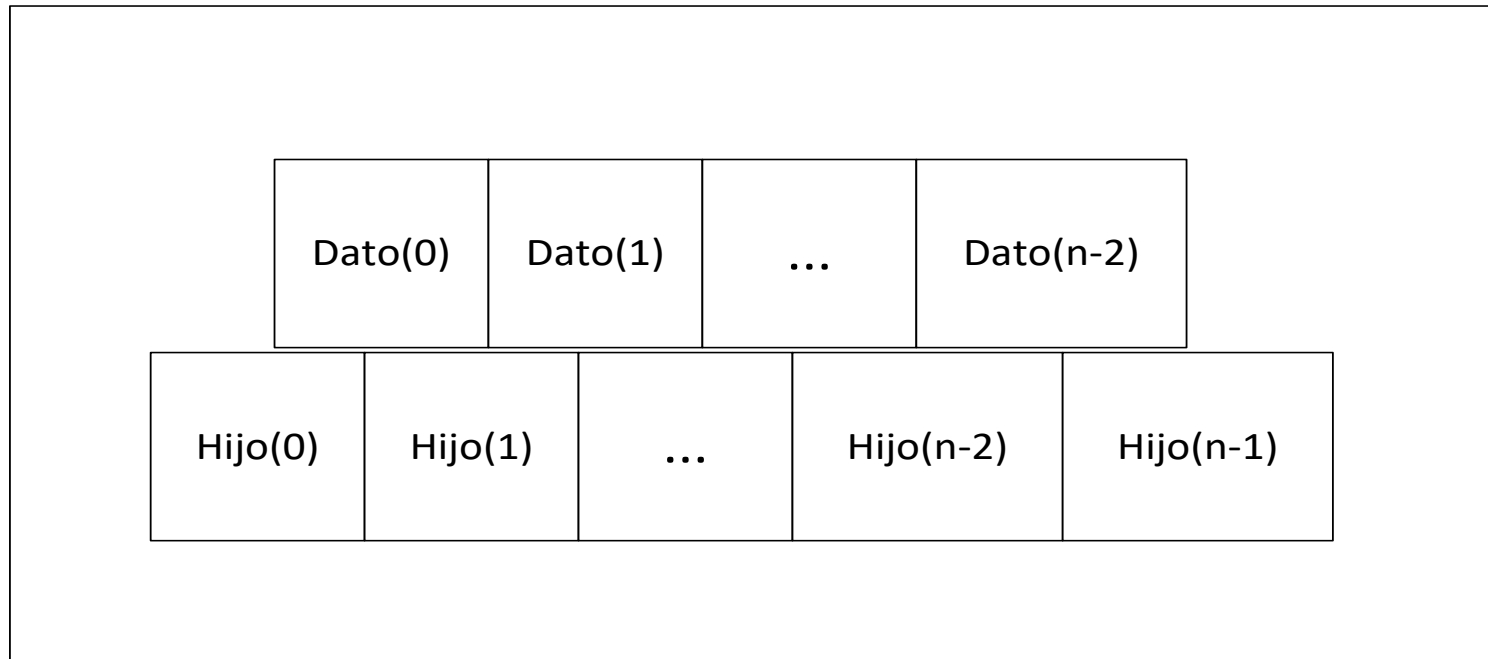 Dato(0) Dato(1) ... Dato(n-2)
Hijo(0) Hijo(1) ... Hijo(n-2) Hijo(n-1)